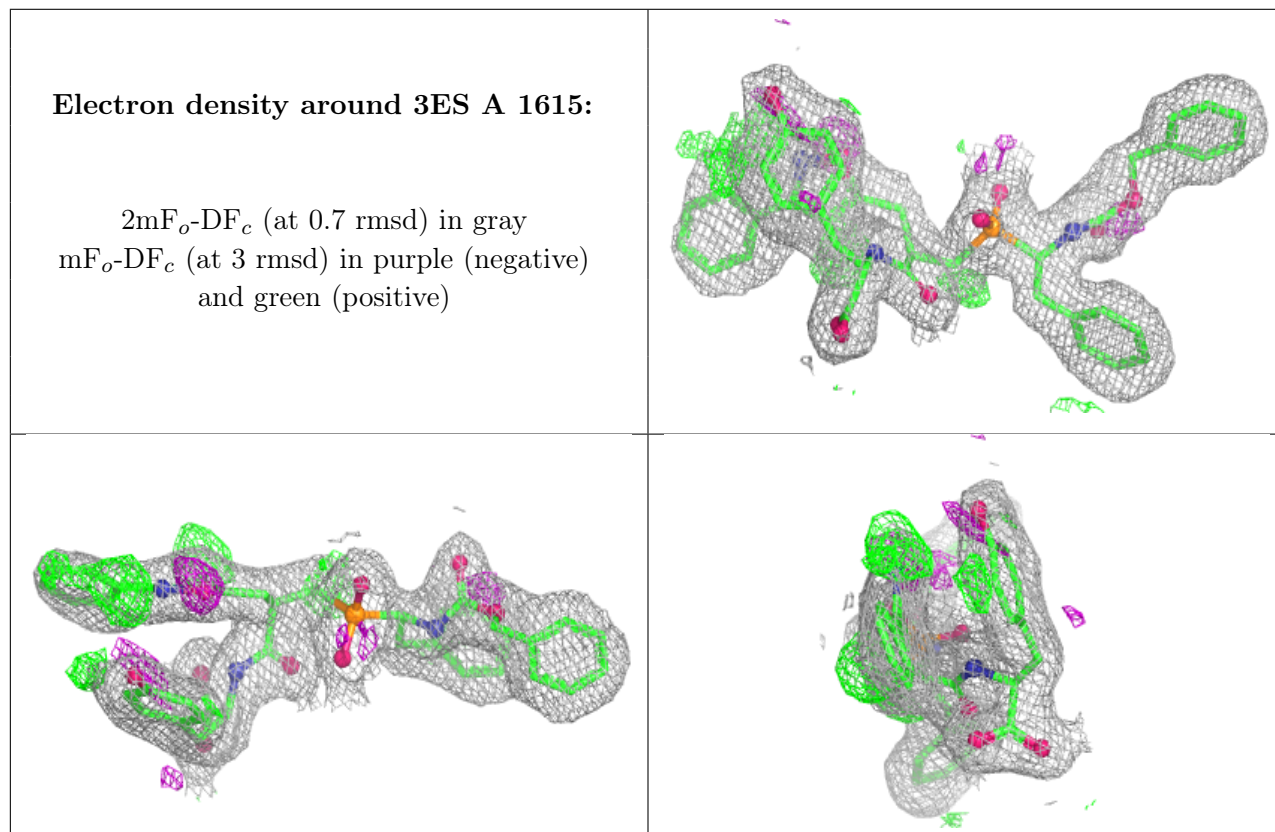 Electron density around 3ES A 1615:
2mFₒ-DF𝒸 (at 0.7 rmsd) in gray
mFₒ-DF𝒸 (at 3 rmsd) in purple (negative)
and green (positive)